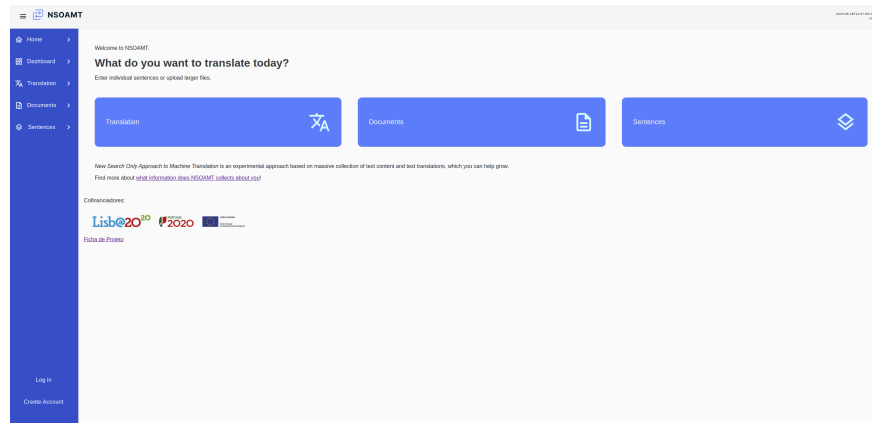 NSOAMT
Home
Dashboard
Translation
Documents
Sentences
Log in
Create Account
Welcome to NSOAMT.
What do you want to translate today?
Enter individual sentences or upload larger files.
Translation
Documents
Sentences
New Search Only Approach to Machine Translation is an experimental approach based on massive collection of text content and text translations, which you can help grow.
Find more about what information does NSOAMT collects about you!
Cofinanciadores:
Lisb@20²⁰
PORTUGAL
2020
Ficha de Projeto